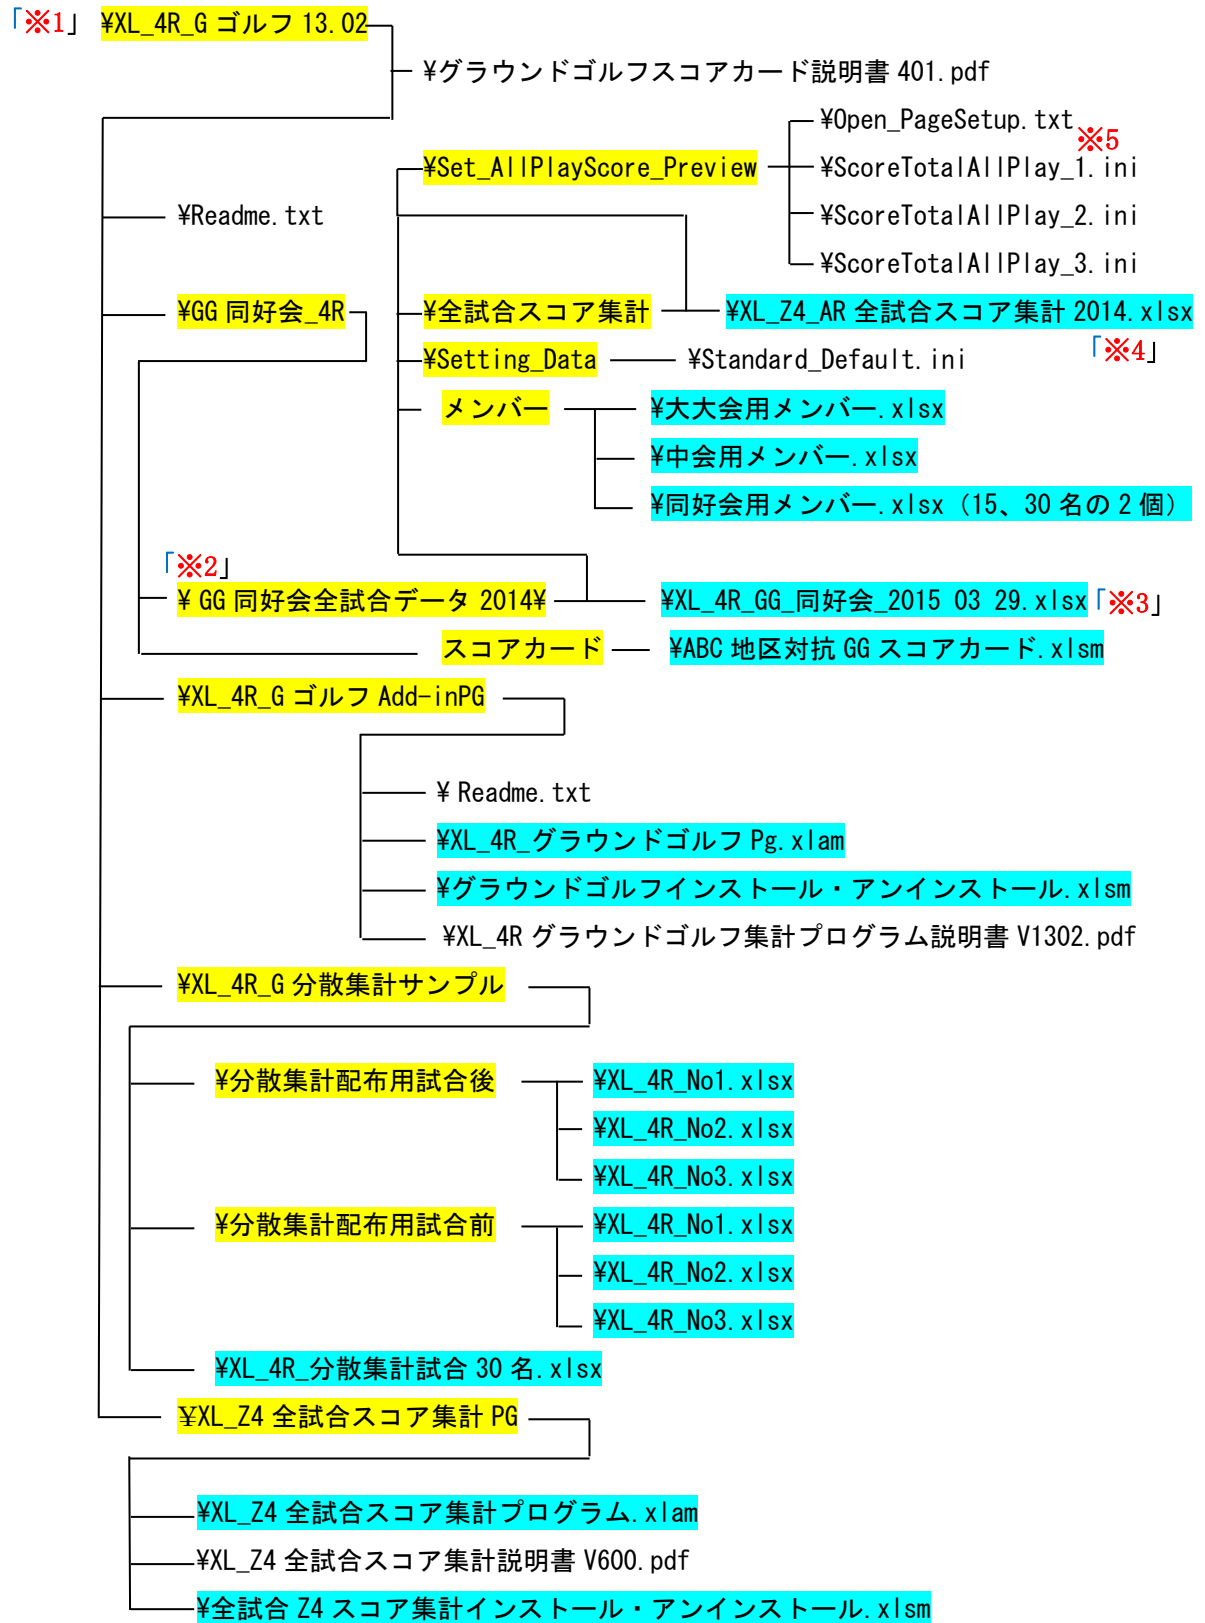 「※1」 ¥XL_4R_G ゴルフ 13.02
¥グラウンドゴルフスコアカード説明書 401.pdf
¥Open_PageSetup.txt
※5
¥Set_AllPlayScore_Preview ¥ScoreTotalAllPlay_1.ini
¥Readme.txt ¥ScoreTotalAllPlay_2.ini
¥ScoreTotalAllPlay_3.ini
¥GG 同好会_4R ¥全試合スコア集計 ¥XL_Z4_AR 全試合スコア集計 2014.xlsx
「※4」
¥Setting_Data ¥Standard_Default.ini
メンバー ¥大大会用メンバー.xlsx
¥中会用メンバー.xlsx
¥同好会用メンバー.xlsx（15、30 名の 2 個）
「※2」
¥ GG 同好会全試合データ 2014¥ ¥XL_4R_GG_同好会_2015 03 29.xlsx「※3」
スコアカード ¥ABC 地区対抗 GG スコアカード.xlsm
¥XL_4R_G ゴルフ Add-inPG
¥ Readme.txt
¥XL_4R_グラウンドゴルフ Pg.xlam
¥グラウンドゴルフインストール・アンインストール.xlsm
¥XL_4R グラウンドゴルフ集計プログラム説明書 V1302.pdf
¥XL_4R_G 分散集計サンプル
¥分散集計配布用試合後 ¥XL_4R_No1.xlsx
¥XL_4R_No2.xlsx
¥XL_4R_No3.xlsx
¥分散集計配布用試合前 ¥XL_4R_No1.xlsx
¥XL_4R_No2.xlsx
¥XL_4R_No3.xlsx
¥XL_4R_分散集計試合 30 名.xlsx
¥XL_Z4 全試合スコア集計 PG
¥XL_Z4 全試合スコア集計プログラム.xlam
¥XL_Z4 全試合スコア集計説明書 V600.pdf
¥全試合 Z4 スコア集計インストール・アンインストール.xlsm